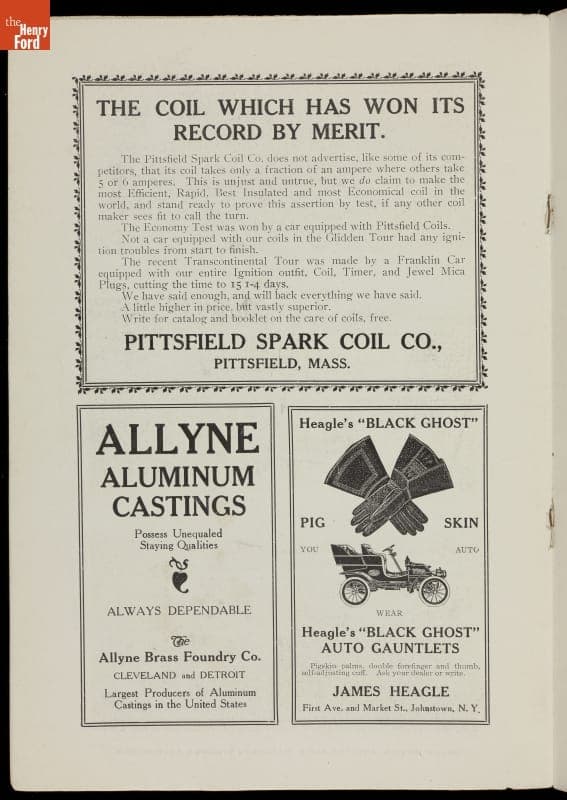 the
Henry
Ford
THE COIL WHICH HAS WON ITS
RECORD BY MERIT.
The Pittsfield Spark Coil Co. does not advertise, like some of its com-
petitors, that its coil takes only a fraction of an ampere where others take
5 or 6 amperes. This is unjust and untrue, but we do claim to make the
most Efficient, Rapid, Best Insulated and most Economical coil in the
world, and stand ready to prove this assertion by test, if any other coil
maker sees fit to call the turn.
The Economy Test was won by a car equipped with Pittsfield Coils.
Not a car equipped with our coils in the Glidden Tour had any igni-
tion troubles from start to finish.
The recent Transcontinental Tour was made by a Franklin Car
equipped with our entire Ignition outfit, Coil, Timer, and Jewel Mica
Plugs, cutting the time to 15 1-4 days.
We have said enough, and will back everything we have said.
A little higher in price, but vastly superior.
Write for catalog and booklet on the care of coils, free.
PITTSFIELD SPARK COIL CO.,
PITTSFIELD, MASS.
ALLYNE
ALUMINUM
CASTINGS
Possess Unequaled
Staying Qualities
ALWAYS DEPENDABLE
The
Allyne Brass Foundry Co.
CLEVELAND and DETROIT
Largest Producers of Aluminum
Castings in the United States
Heagle's "BLACK GHOST"
PIG SKIN
YOU AUTO
WEAR
Heagle's "BLACK GHOST"
AUTO GAUNTLETS
Pigskin palms, double forefinger and thumb,
self-adjusting cuff. Ask your dealer or write.
JAMES HEAGLE
First Ave. and Market St., Johnstown, N. Y.